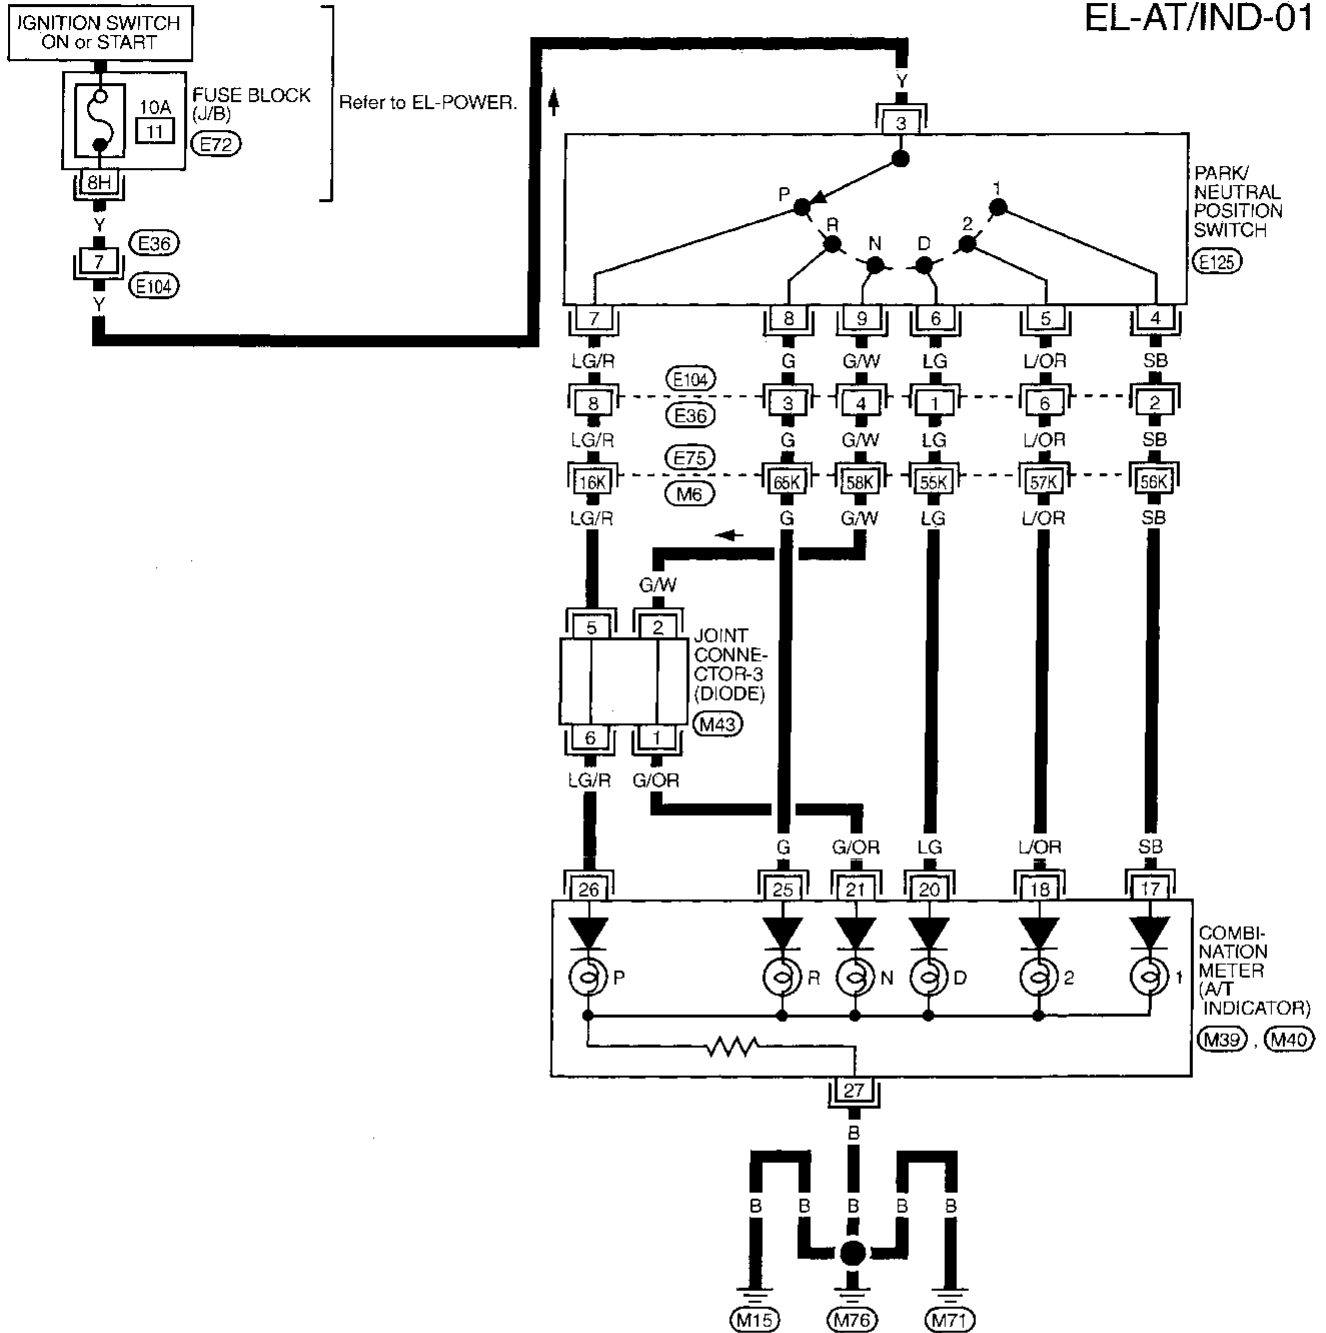 EL-AT/IND-01
IGNITION SWITCH
ON or START
FUSE BLOCK
(J/B)
10A
11
E72
Refer to EL-POWER.
8H
Y
E36
7
E104
Y
Y
3
PARK/
NEUTRAL
POSITION
SWITCH
E125
P
R
N
D
2
1
7 8 9 6 5 4
LG/R G G/W LG L/OR SB
E104
8 3 4 1 6 2
E36
LG/R G G/W LG L/OR SB
E75
16K 65K 58K 55K 57K 56K
M6
LG/R G G/W LG L/OR SB
G/W
5 2
JOINT
CONNE-
CTOR-3
(DIODE)
M43
6 1
LG/R G/OR
G G/OR LG L/OR SB
26 25 21 20 18 17
P R N D 2 1
COMBI-
NATION
METER
(A/T
INDICATOR)
M39 , M40
27
B
B B B B B
M15 M76 M71